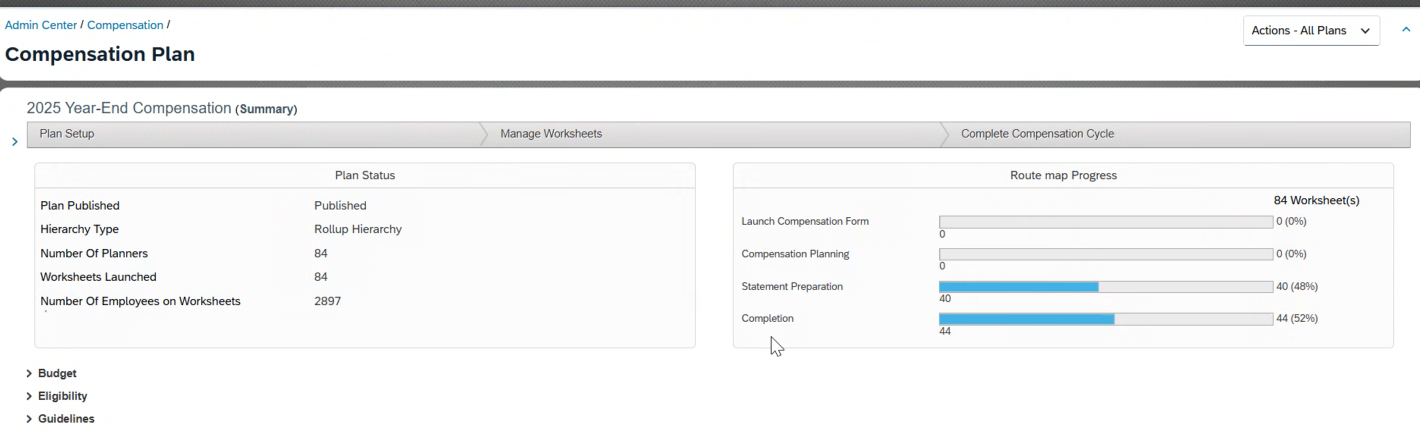 Admin Center / Compensation /
Actions - All Plans
Compensation Plan
2025 Year-End Compensation (Summary)
Plan Setup
Manage Worksheets
Complete Compensation Cycle
Plan Status
Plan Published Published
Hierarchy Type Rollup Hierarchy
Number Of Planners 84
Worksheets Launched 84
Number Of Employees on Worksheets 2897
Route map Progress
84 Worksheet(s)
Launch Compensation Form 0 (0%)
0
Compensation Planning 0 (0%)
0
Statement Preparation 40 (48%)
40
Completion 44 (52%)
44
Budget
Eligibility
Guidelines